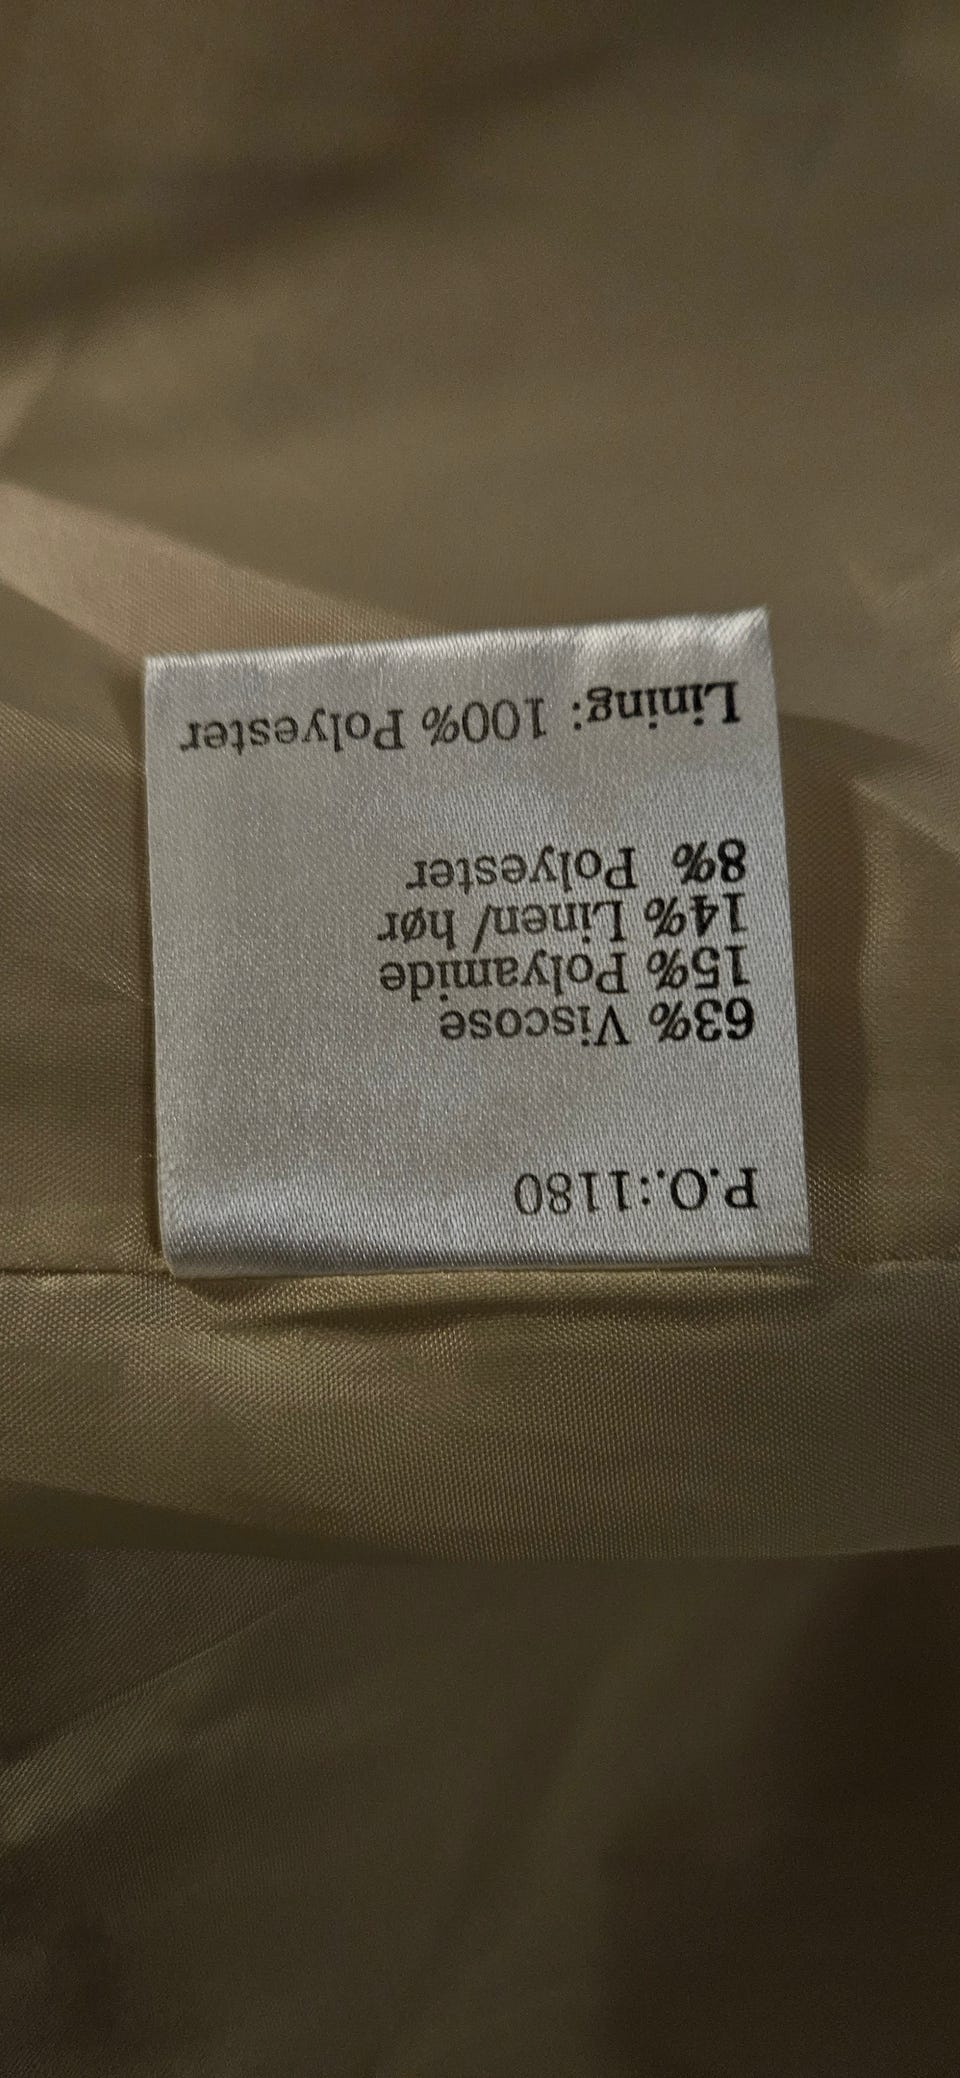 P.O.:1180
63% Viscose
15% Polyamide
14% Linen/ hør
8% Polyester
Lining: 100% Polyester